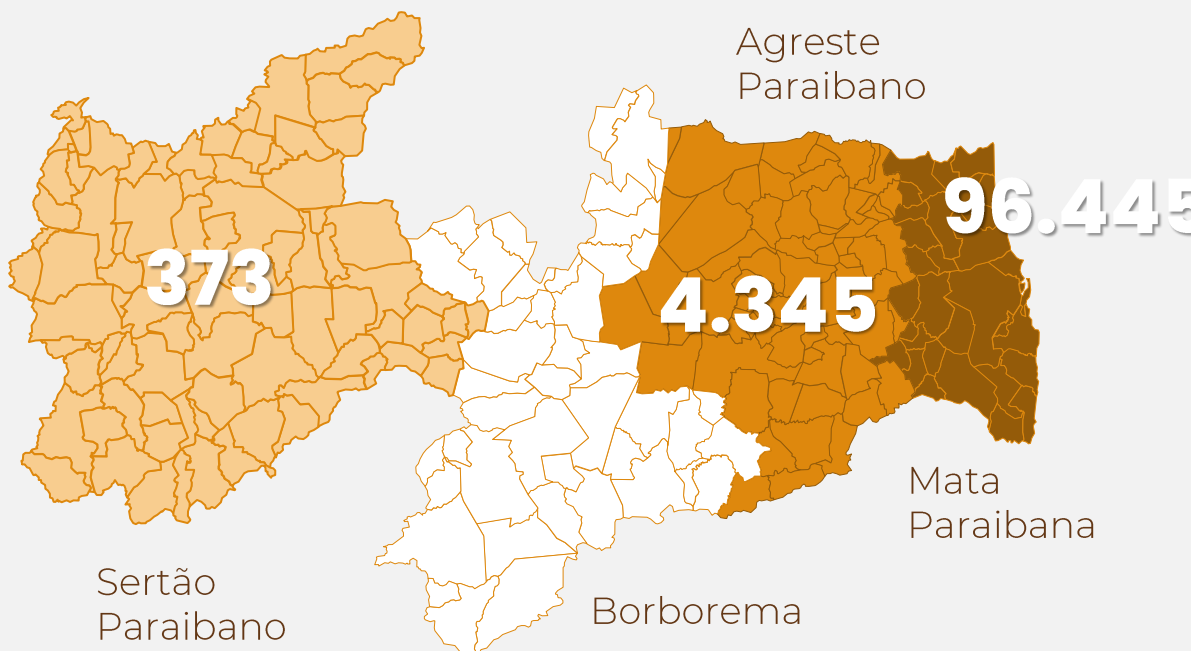 Agreste
Paraibano
96.445
373
4.345
Mata
Paraibana
Sertão
Paraibano
Borborema